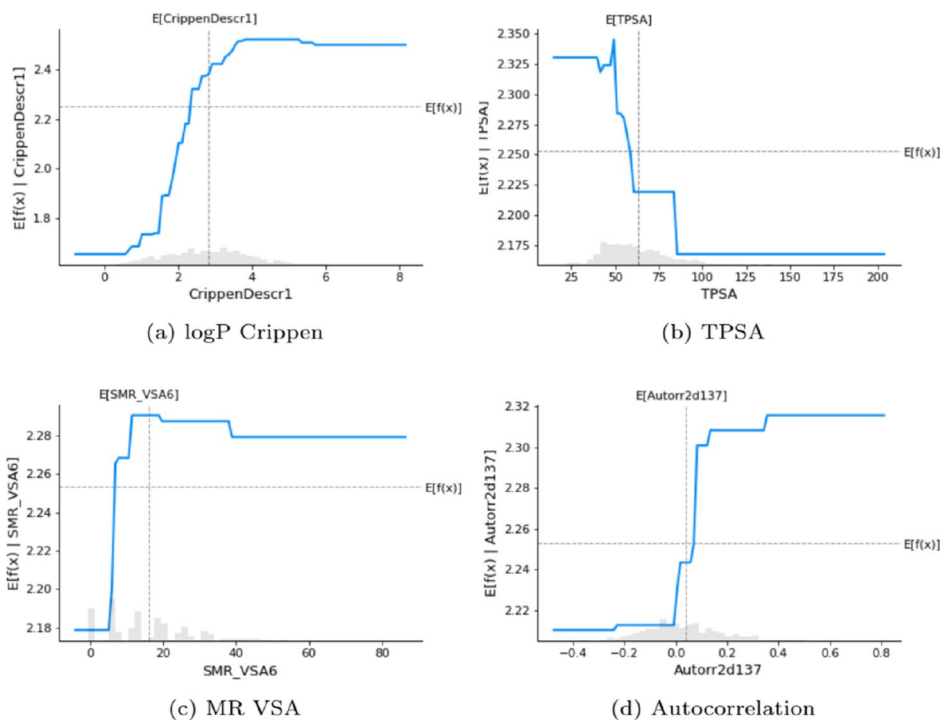 E[CrippenDescr1]
2.4
2.2
2.0
1.8
E[f(x) | CrippenDescr1]
E[f(x)]
0 2 4 6 8
CrippenDescr1
(a) logP Crippen
E[TPSA]
2.350
2.325
2.300
2.275
2.250
2.225
2.200
2.175
E[f(x) | TPSA]
E[f(x)]
25 50 75 100 125 150 175 200
TPSA
(b) TPSA
E[SMR_VSA6]
2.28
2.26
2.24
2.22
2.20
2.18
E[f(x) | SMR_VSA6]
E[f(x)]
0 20 40 60 80
SMR_VSA6
(c) MR VSA
E[Autorr2d137]
2.32
2.30
2.28
2.26
2.24
2.22
E[f(x) | Autorr2d137]
E[f(x)]
−0.4 −0.2 0.0 0.2 0.4 0.6 0.8
Autorr2d137
(d) Autocorrelation